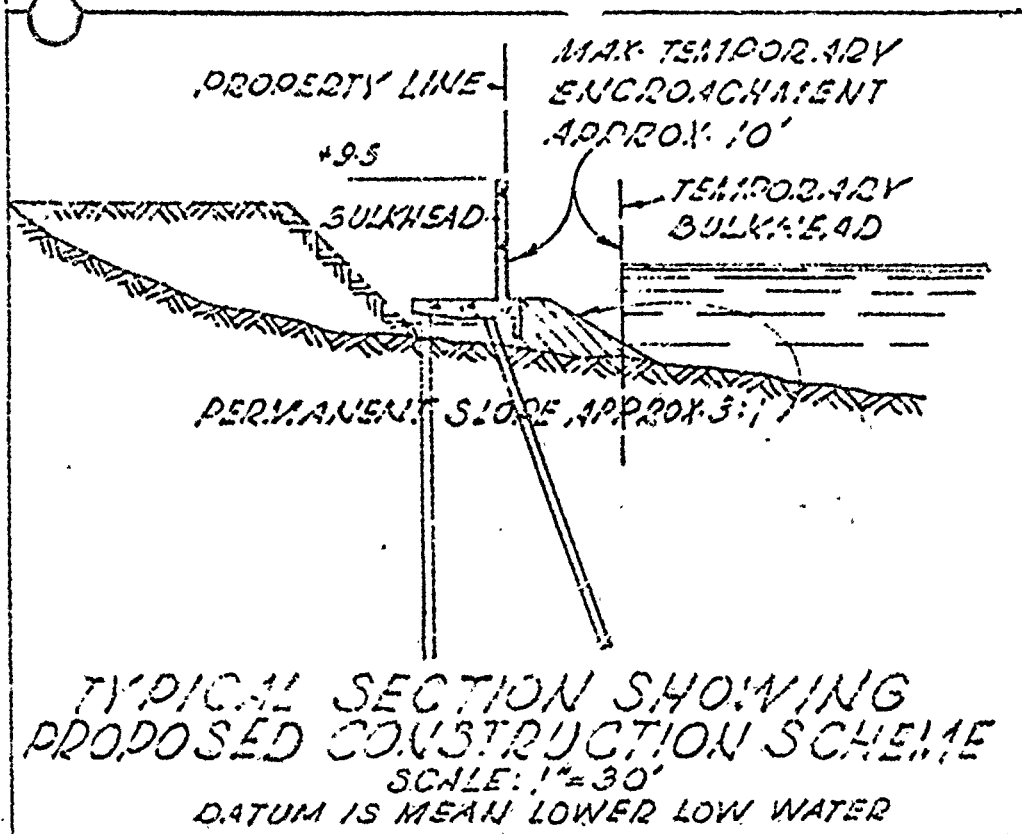 PROPERTY LINE
MAX. TEMPORARY
ENCROACHMENT
APPROX. 10'
+9.5
BULKHEAD
TEMPORARY
BULKHEAD
PERMANENT SLOPE APPROX. 3:1
TYPICAL SECTION SHOWING
PROPOSED CONSTRUCTION SCHEME
SCALE: 1"=30'
DATUM IS MEAN LOWER LOW WATER